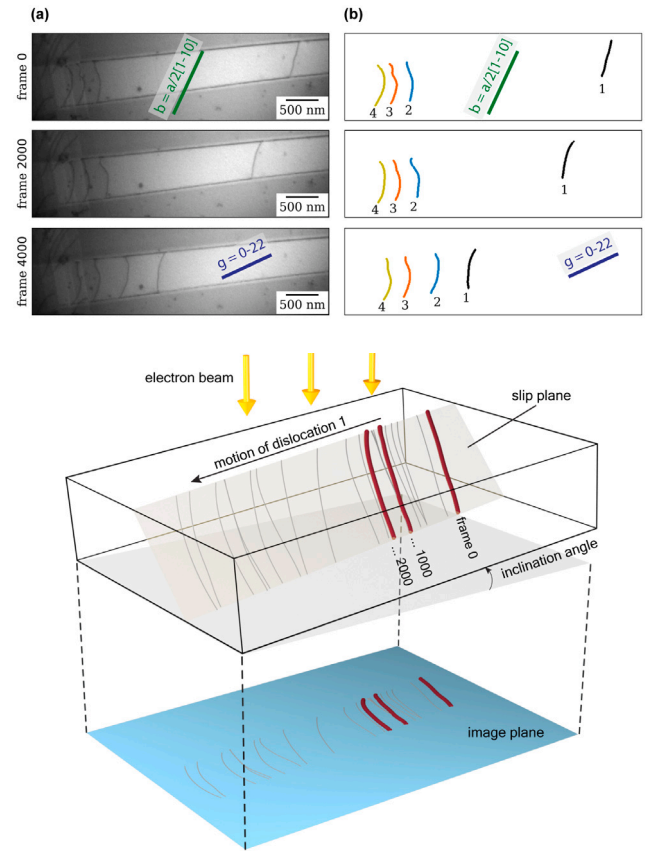 (a)
(b)
frame 0
b = a/2[1-10]
500 nm
b = a/2[1-10]
4
3
2
1
frame 2000
500 nm
4
3
2
1
frame 4000
g = 0-22
500 nm
4
3
2
1
g = 0-22
electron beam
slip plane
motion of dislocation 1
frame 0
... 1000
... 2000
inclination angle
image plane